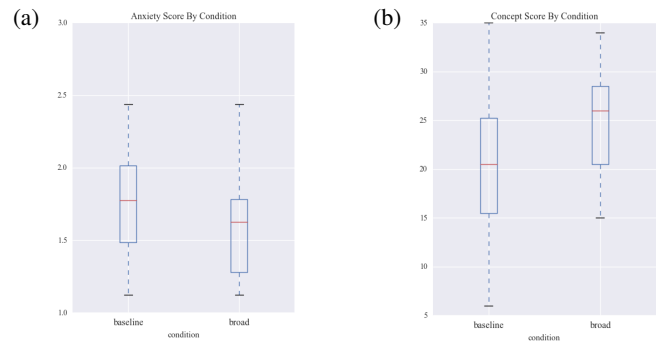 (a)
Anxiety Score By Condition
3.0
2.5
2.0
1.5
1.0
baseline
broad
condition
(b)
Concept Score By Condition
35
30
25
20
15
10
5
baseline
broad
condition